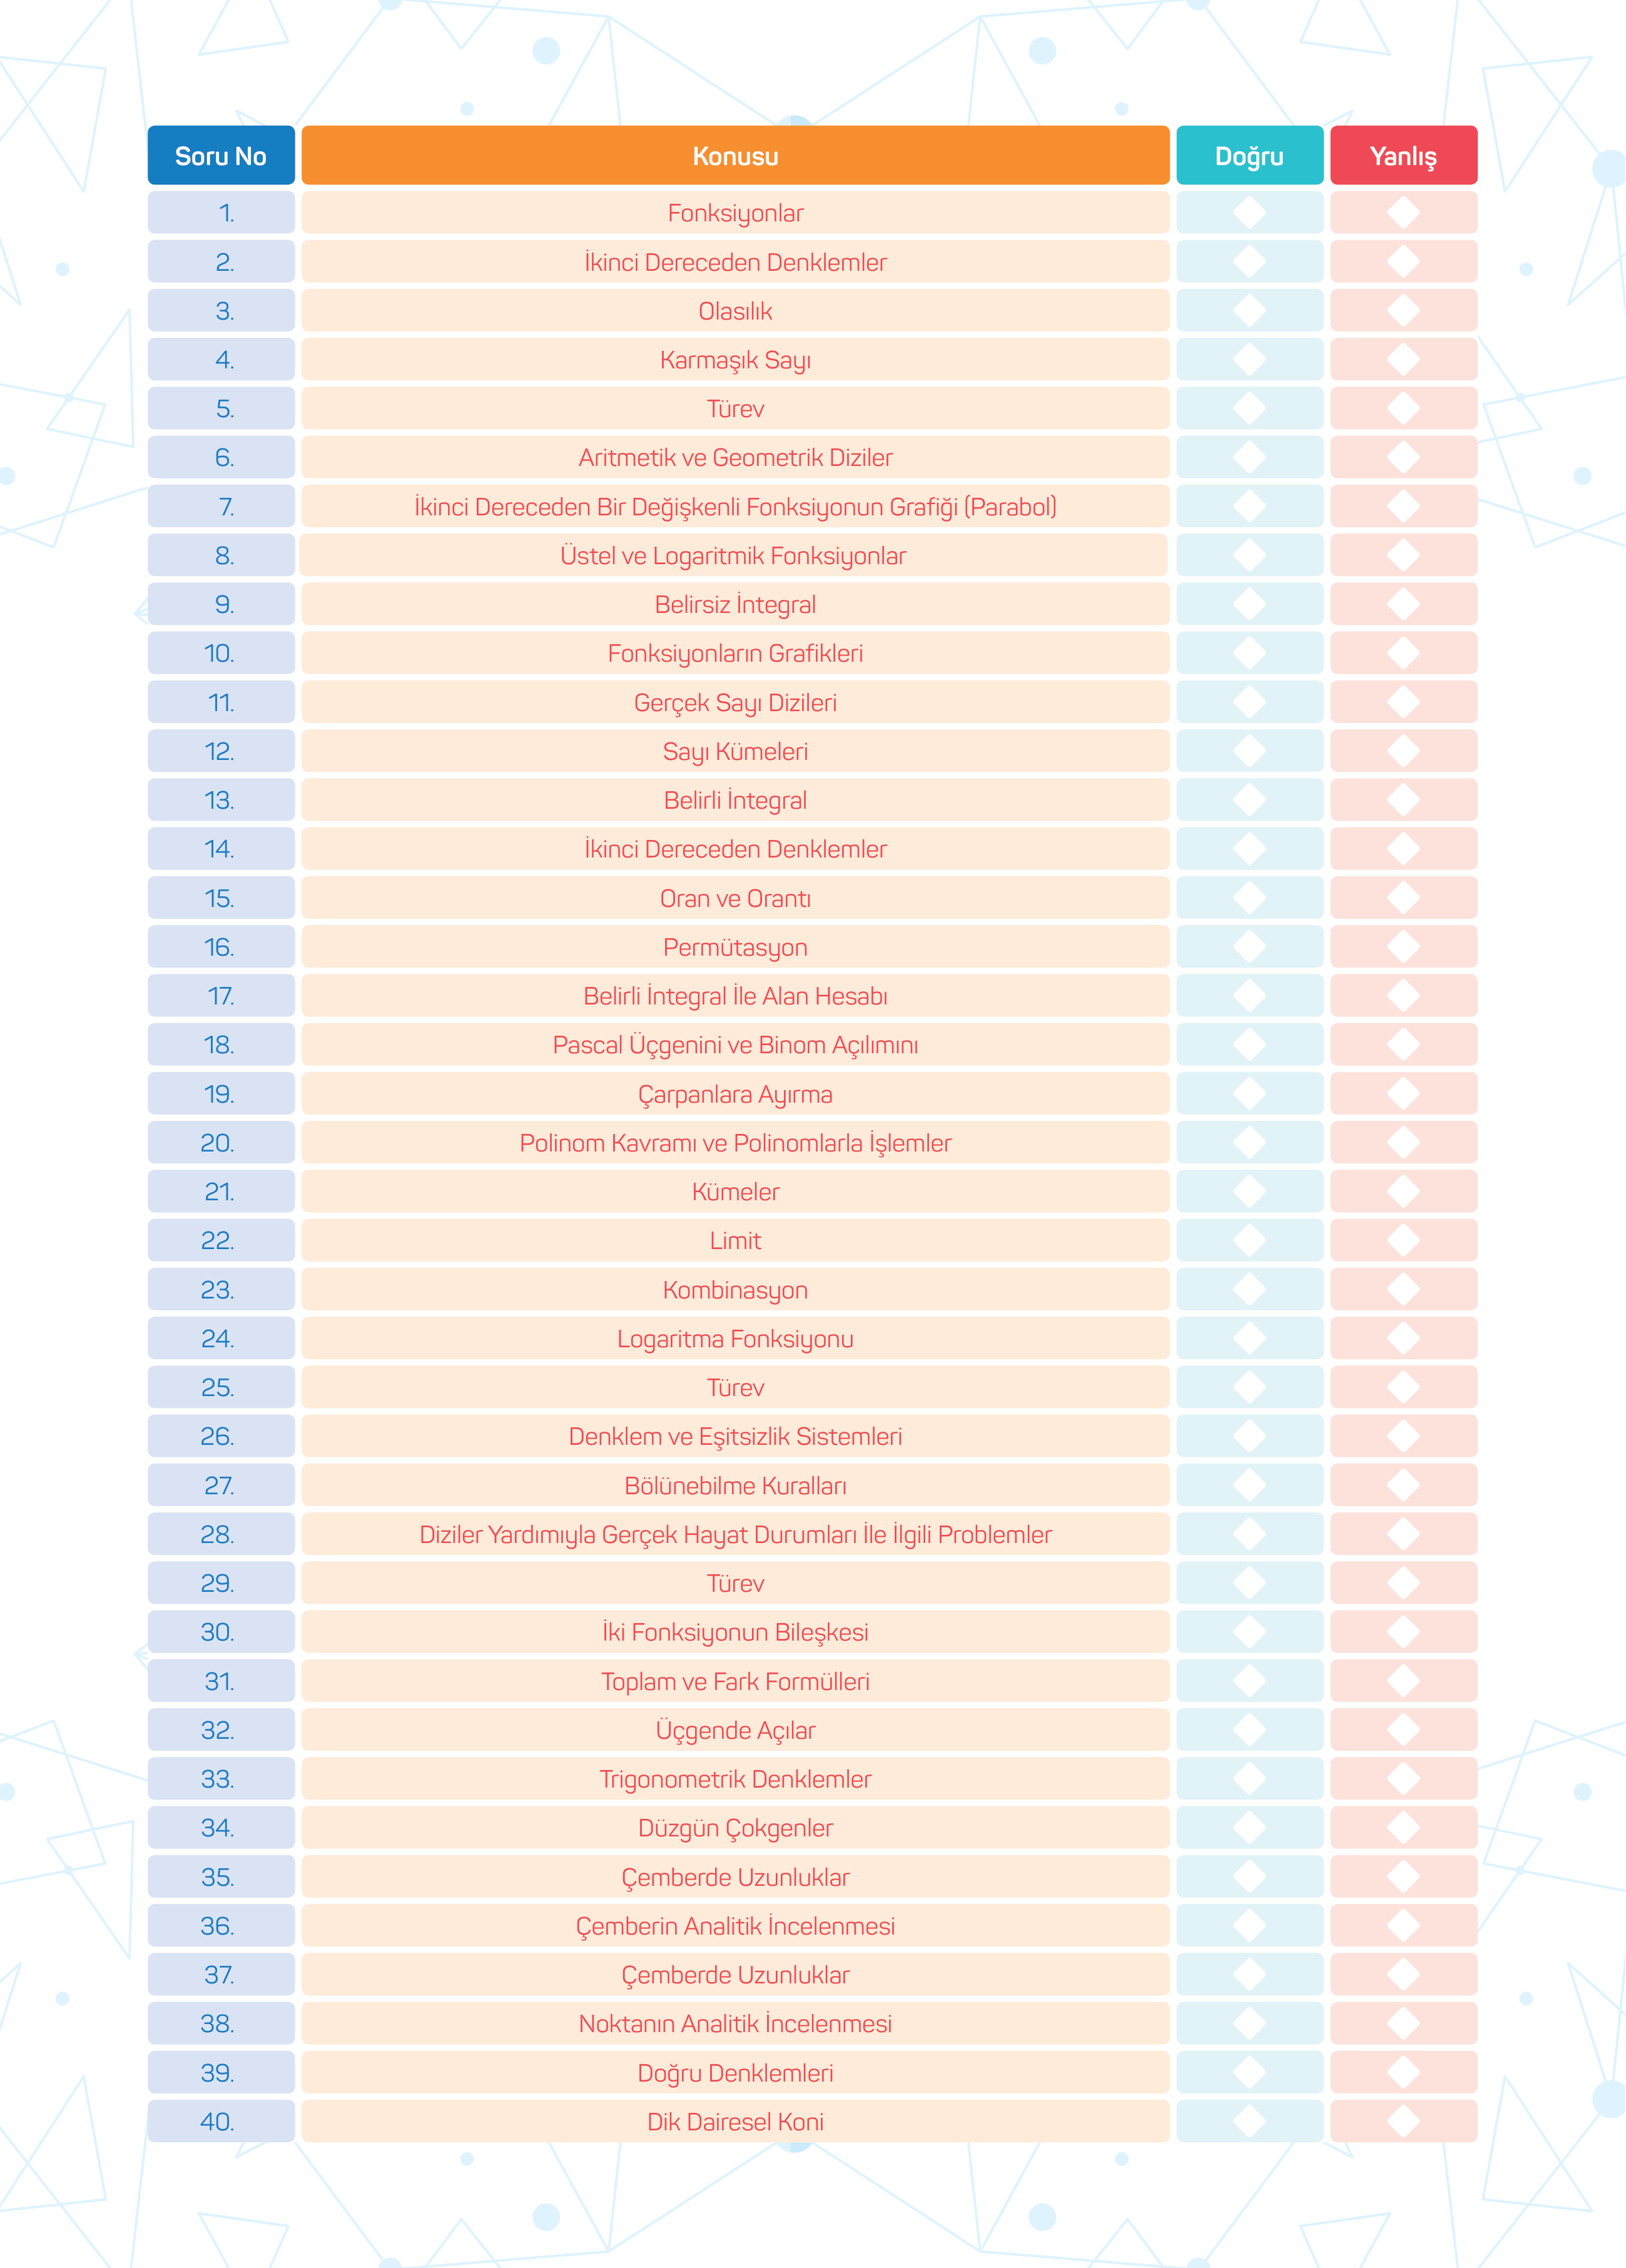 Soru No Konusu Doğru Yanlış
1. Fonksiyonlar
2. İkinci Dereceden Denklemler
3. Olasılık
4. Karmaşık Sayı
5. Türev
6. Aritmetik ve Geometrik Diziler
7. İkinci Dereceden Bir Değişkenli Fonksiyonun Grafiği (Parabol)
8. Üstel ve Logaritmik Fonksiyonlar
9. Belirsiz İntegral
10. Fonksiyonların Grafikleri
11. Gerçek Sayı Dizileri
12. Sayı Kümeleri
13. Belirli İntegral
14. İkinci Dereceden Denklemler
15. Oran ve Orantı
16. Permütasyon
17. Belirli İntegral İle Alan Hesabı
18. Pascal Üçgenini ve Binom Açılımını
19. Çarpanlara Ayırma
20. Polinom Kavramı ve Polinomlarla İşlemler
21. Kümeler
22. Limit
23. Kombinasyon
24. Logaritma Fonksiyonu
25. Türev
26. Denklem ve Eşitsizlik Sistemleri
27. Bölünebilme Kuralları
28. Diziler Yardımıyla Gerçek Hayat Durumları İle İlgili Problemler
29. Türev
30. İki Fonksiyonun Bileşkesi
31. Toplam ve Fark Formülleri
32. Üçgende Açılar
33. Trigonometrik Denklemler
34. Düzgün Çokgenler
35. Çemberde Uzunluklar
36. Çemberin Analitik İncelenmesi
37. Çemberde Uzunluklar
38. Noktanın Analitik İncelenmesi
39. Doğru Denklemleri
40. Dik Dairesel Koni